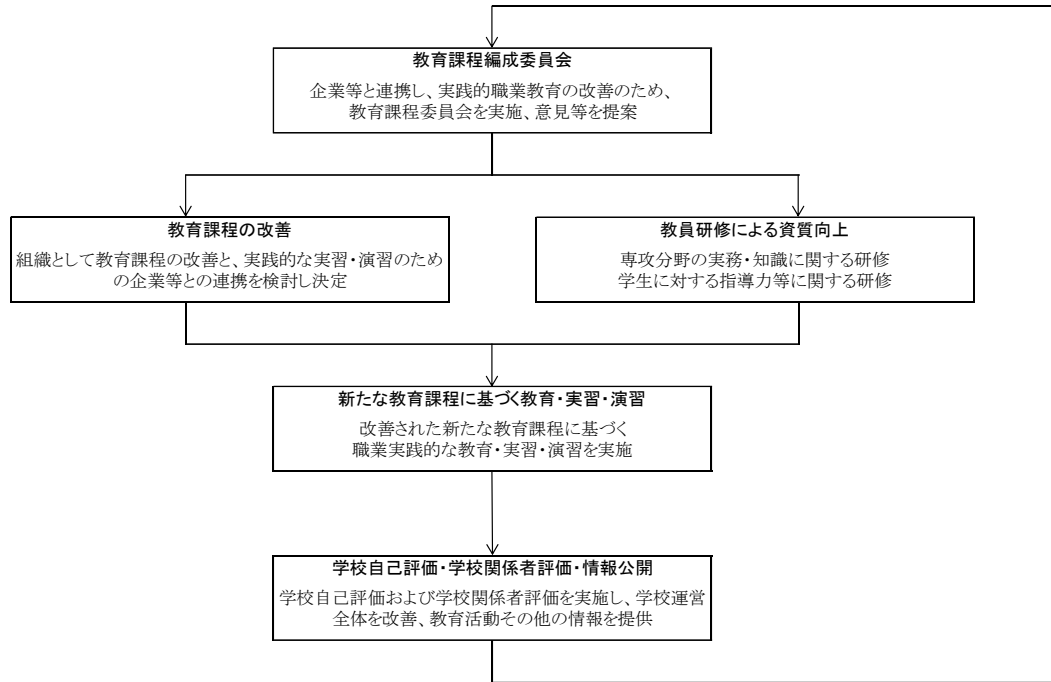 教育課程編成委員会
企業等と連携し、実践的職業教育の改善のため、
教育課程委員会を実施、意見等を提案
教育課程の改善
組織として教育課程の改善と、実践的な実習・演習のため
の企業等との連携を検討し決定
教員研修による資質向上
専攻分野の実務・知識に関する研修
学生に対する指導力等に関する研修
新たな教育課程に基づく教育・実習・演習
改善された新たな教育課程に基づく
職業実践的な教育・実習・演習を実施
学校自己評価・学校関係者評価・情報公開
学校自己評価および学校関係者評価を実施し、学校運営
全体を改善、教育活動その他の情報を提供